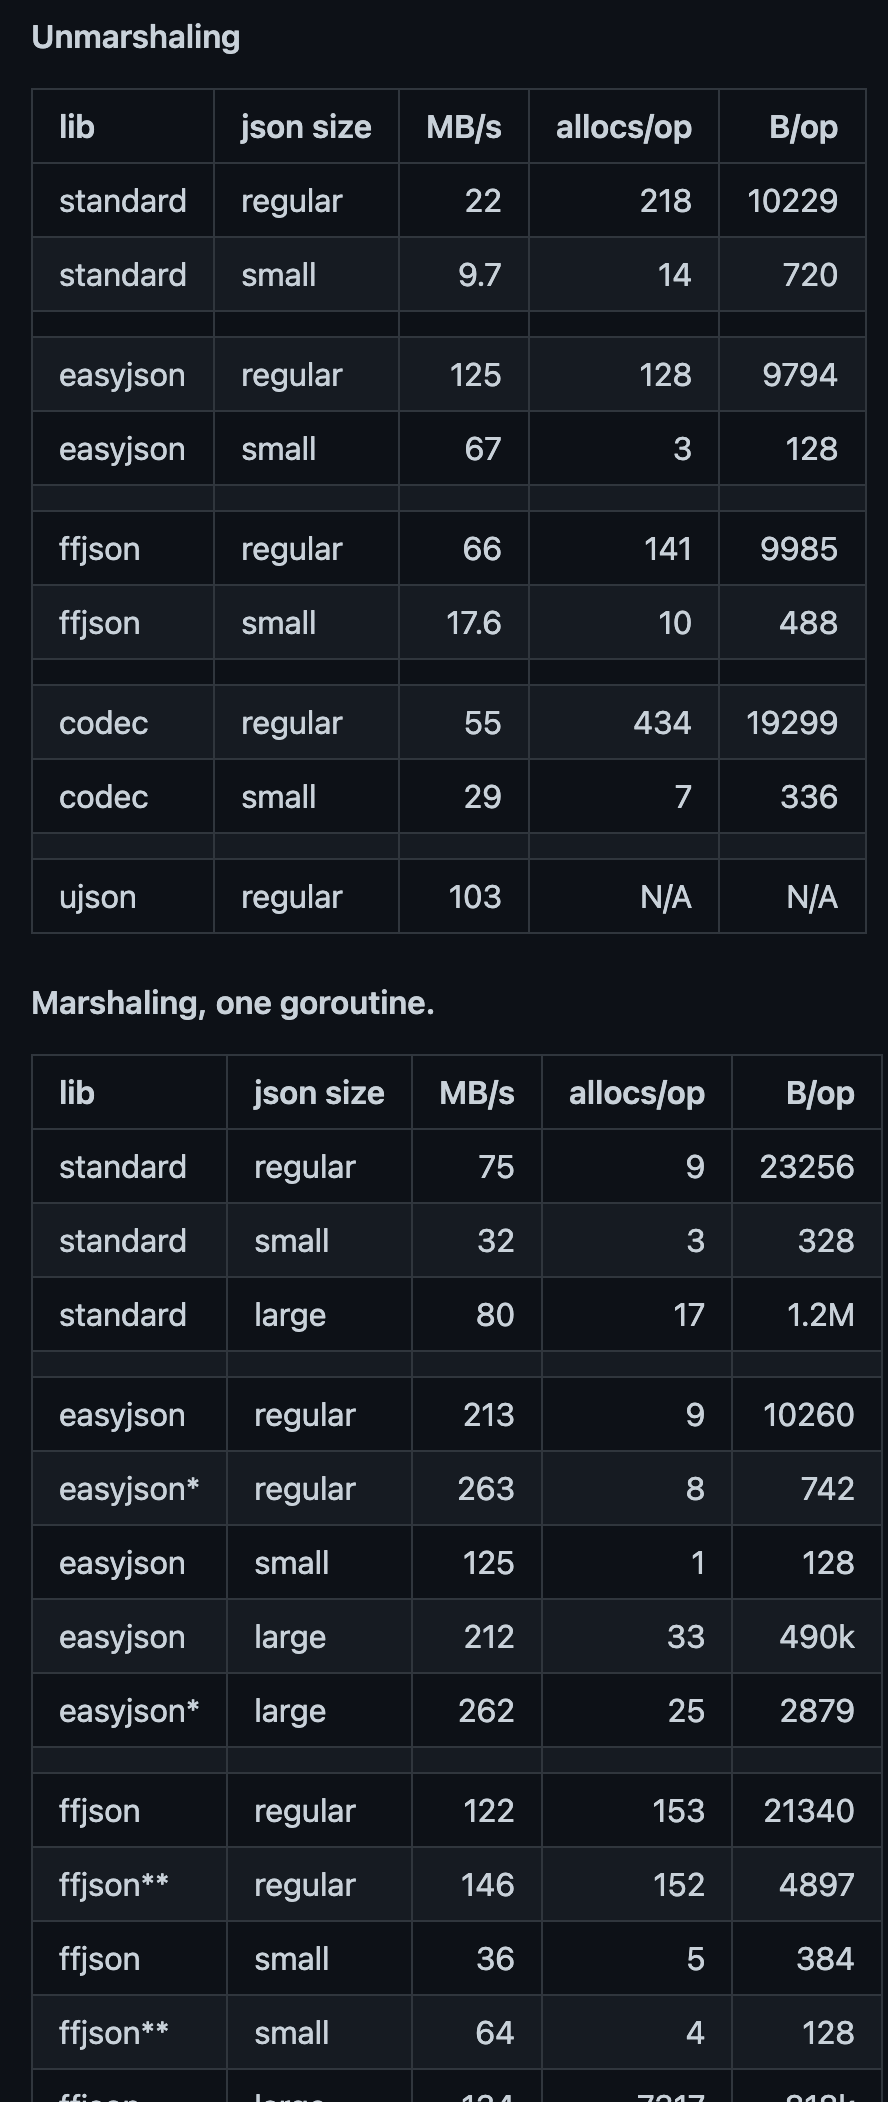 Unmarshaling
lib json size MB/s allocs/op B/op
standard regular 22 218 10229
standard small 9.7 14 720
easyjson regular 125 128 9794
easyjson small 67 3 128
ffjson regular 66 141 9985
ffjson small 17.6 10 488
codec regular 55 434 19299
codec small 29 7 336
ujson regular 103 N/A N/A
Marshaling, one goroutine.
lib json size MB/s allocs/op B/op
standard regular 75 9 23256
standard small 32 3 328
standard large 80 17 1.2M
easyjson regular 213 9 10260
easyjson* regular 263 8 742
easyjson small 125 1 128
easyjson large 212 33 490k
easyjson* large 262 25 2879
ffjson regular 122 153 21340
ffjson** regular 146 152 4897
ffjson small 36 5 384
ffjson** small 64 4 128
ffjson large